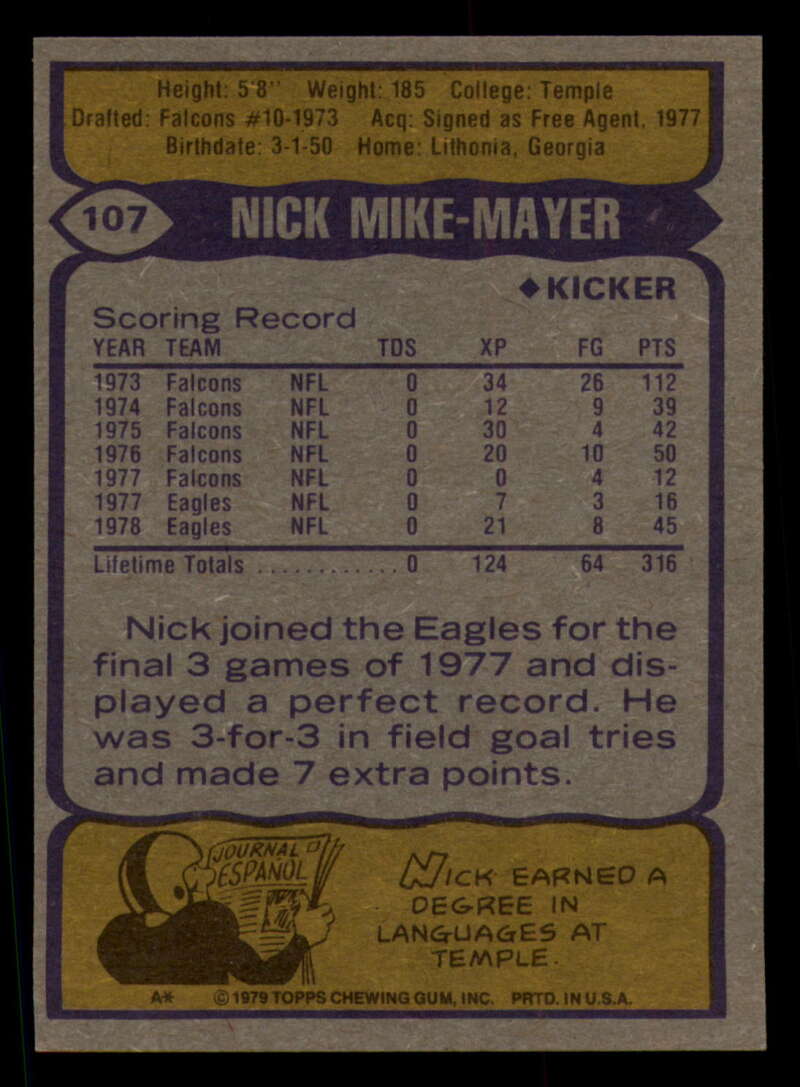 Height: 5'8" Weight: 185 College: Temple
Drafted: Falcons #10-1973 Acq: Signed as Free Agent, 1977
Birthdate: 3-1-50 Home: Lithonia, Georgia
107 NICK MIKE-MAYER
◆KICKER
Scoring Record
YEAR TEAM TDS XP FG PTS
1973 Falcons NFL 0 34 26 112
1974 Falcons NFL 0 12 9 39
1975 Falcons NFL 0 30 4 42
1976 Falcons NFL 0 20 10 50
1977 Falcons NFL 0 0 4 12
1977 Eagles NFL 0 7 3 16
1978 Eagles NFL 0 21 8 45
Lifetime Totals ............ 0 124 64 316
Nick joined the Eagles for the
final 3 games of 1977 and dis-
played a perfect record. He
was 3-for-3 in field goal tries
and made 7 extra points.
JOURNAL
ESPAÑOL
NICK EARNED A
DEGREE IN
LANGUAGES AT
TEMPLE.
A* © 1979 TOPPS CHEWING GUM, INC. PRTD. IN U.S.A.